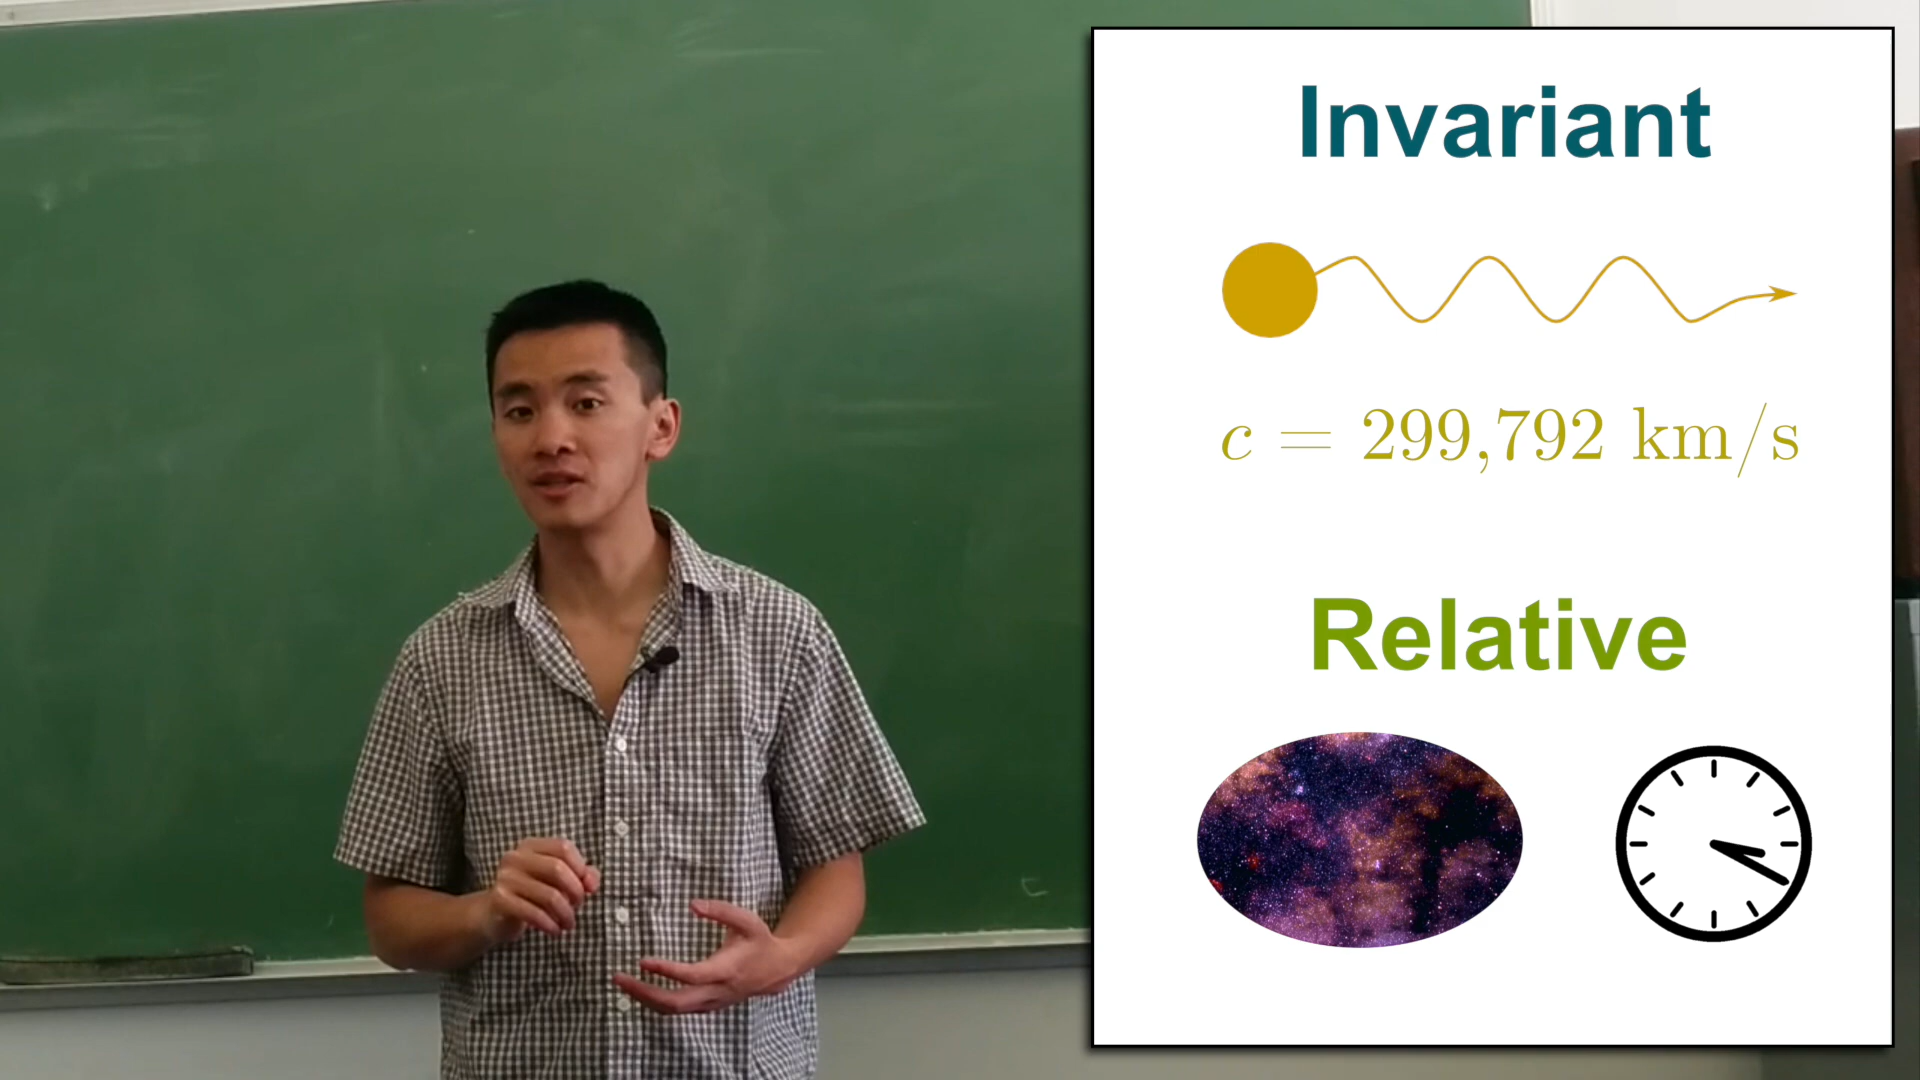 Invariant
c = 299,792 km/s
Relative